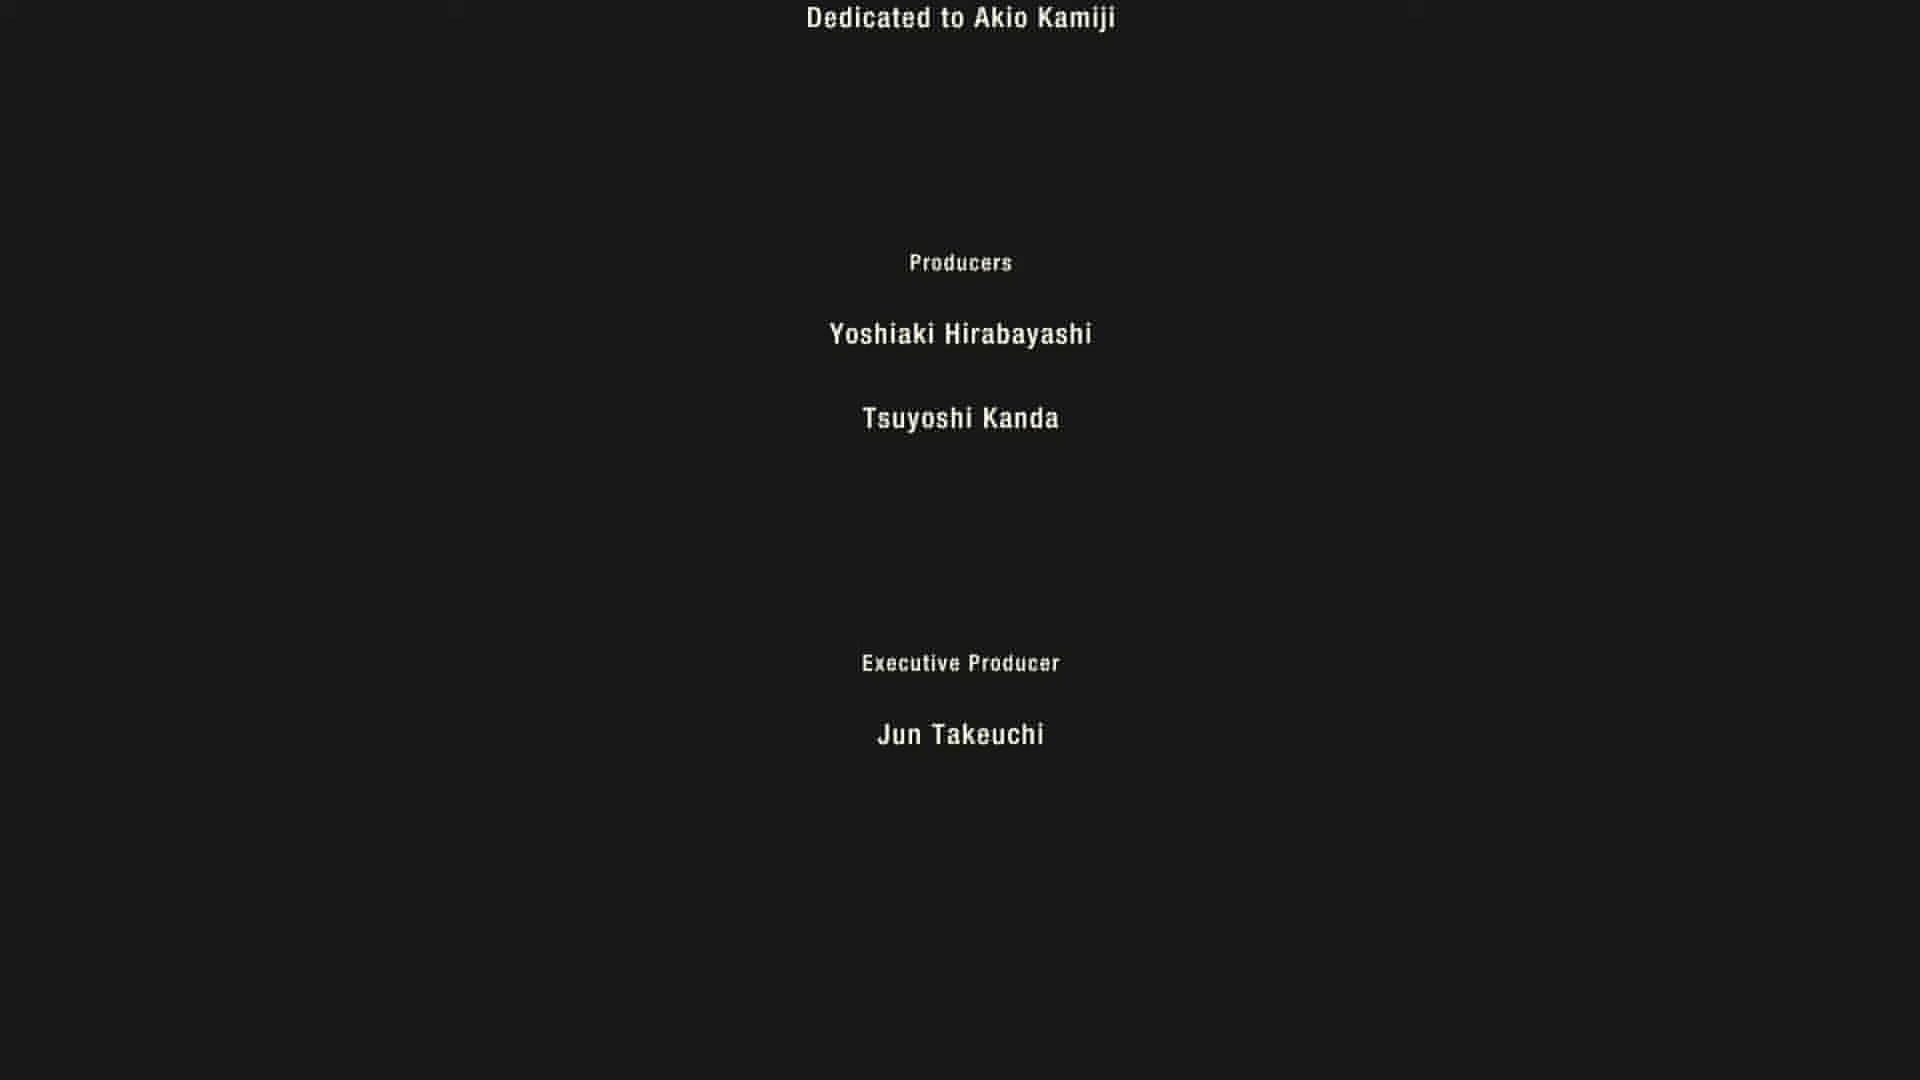 Dedicated to Akio Kamiji
Producers
Yoshiaki Hirabayashi
Tsuyoshi Kanda
Executive Producer
Jun Takeuchi